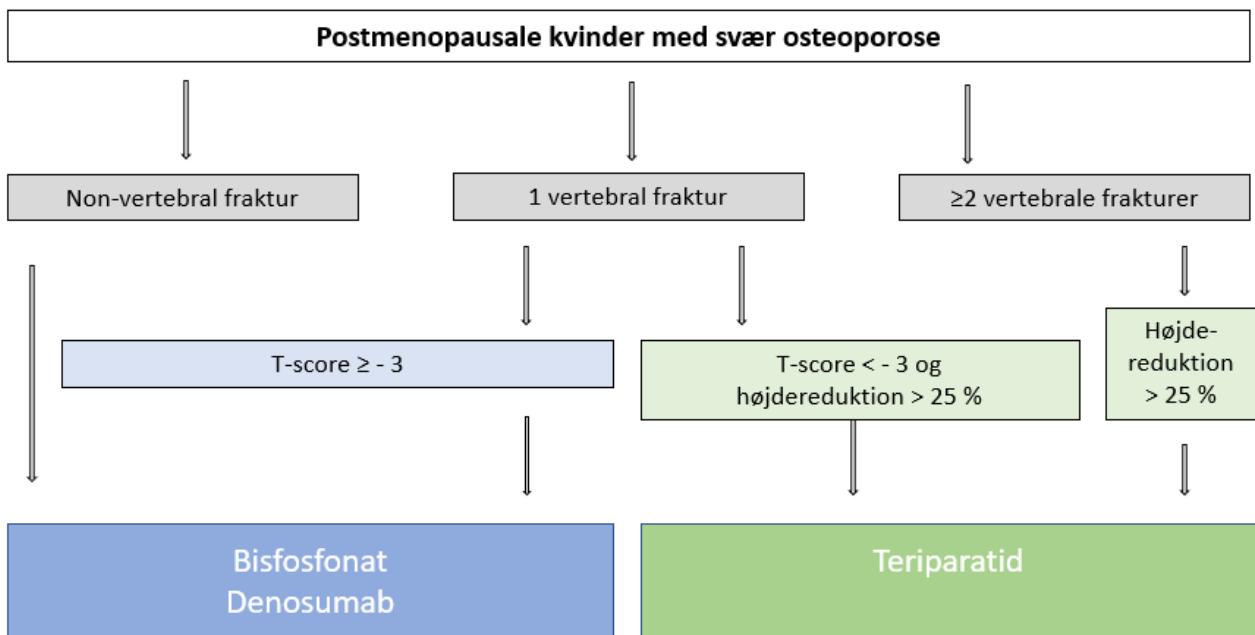 Postmenopausale kvinder med svær osteoporose
Non-vertebral fraktur
1 vertebral fraktur
≥2 vertebrale frakturer
T-score ≥ - 3
T-score < - 3 og
højdereduktion > 25 %
Højde-
reduktion
> 25 %
Bisfosfonat
Denosumab
Teriparatid